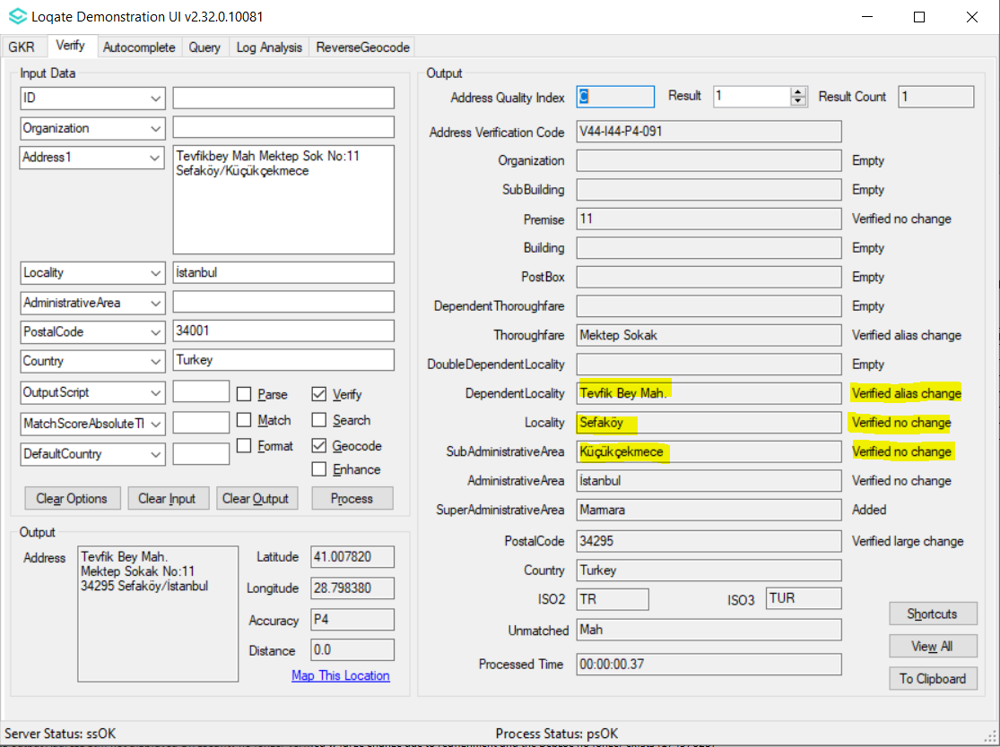 Loqate Demonstration UI v2.32.0.10081
GKR Verify Autocomplete Query Log Analysis ReverseGeocode
Input Data
ID
Organization
Address1 Tevfikbey Mah Mektep Sok No:11
Sefaköy/Küçükçekmece
Locality İstanbul
AdministrativeArea
PostalCode 34001
Country Turkey
OutputScript Parse Verify
MatchScoreAbsoluteTl Match Search
DefaultCountry Format Geocode
Enhance
Clear Options Clear Input Clear Output Process
Output
Address Tevfik Bey Mah.
Mektep Sokak No:11
34295 Sefaköy/İstanbul
Latitude 41.007820
Longitude 28.798380
Accuracy P4
Distance 0.0
Map This Location
Output
Address Quality Index C Result 1 Result Count 1
Address Verification Code V44-I44-P4-091
Organization Empty
SubBuilding Empty
Premise 11 Verified no change
Building Empty
PostBox Empty
DependentThoroughfare Empty
Thoroughfare Mektep Sokak Verified alias change
DoubleDependentLocality Empty
DependentLocality Tevfik Bey Mah. Verified alias change
Locality Sefaköy Verified no change
SubAdministrativeArea Küçükçekmece Verified no change
AdministrativeArea İstanbul Verified no change
SuperAdministrativeArea Marmara Added
PostalCode 34295 Verified large change
Country Turkey
ISO2 TR ISO3 TUR
Unmatched Mah
Processed Time 00:00:00.37
Shortcuts
View All
To Clipboard
Server Status: ssOK Process Status: psOK